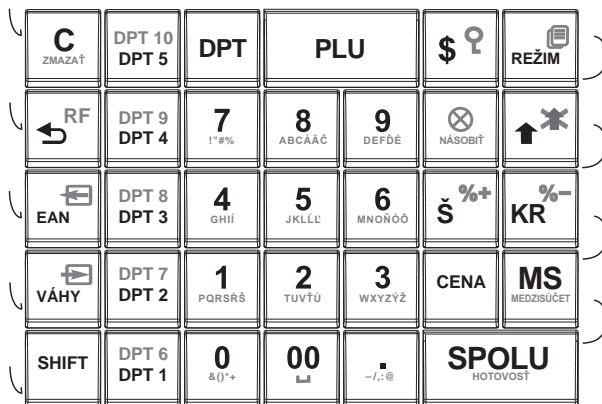 C
ZMAZAŤ
DPT 10
DPT 5
DPT
PLU
$
REŽIM
RF
DPT 9
DPT 4
7
!"#%
8
ABCÁÄČ
9
DEFĎÉ
NÁSOBIŤ
EAN
DPT 8
DPT 3
4
GHIÍ
5
JKLĹĽ
6
MNOŇÓÔ
Š
%+
KR
%–
VÁHY
DPT 7
DPT 2
1
PQRSŔŠ
2
TUVŤÚ
3
WXYZÝŽ
CENA
MS
MEDZISÚČET
SHIFT
DPT 6
DPT 1
0
&()*+
00
.
–/,:@
SPOLU
HOTOVOSŤ